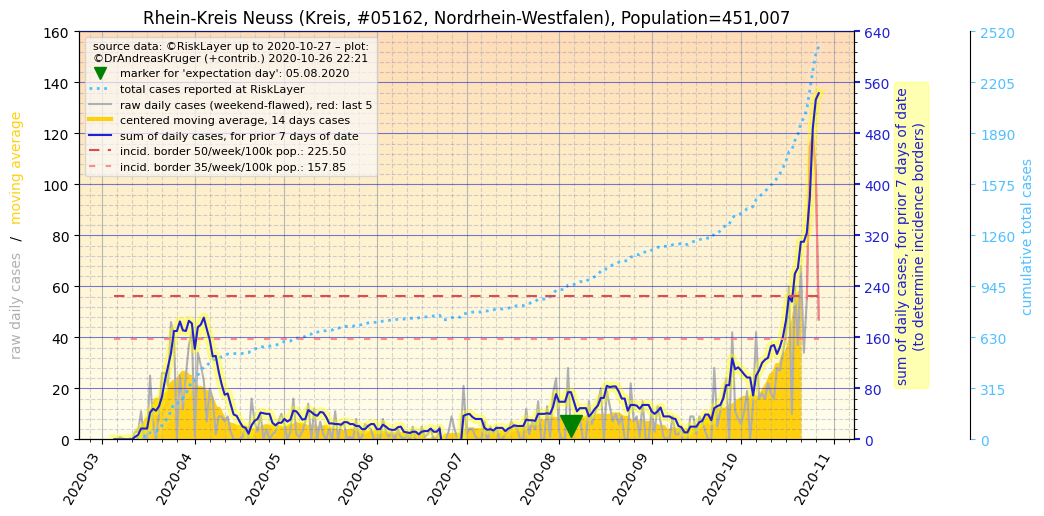 Rhein-Kreis Neuss (Kreis, #05162, Nordrhein-Westfalen), Population=451,007
source data: ©RiskLayer up to 2020-10-27 – plot:
©DrAndreasKruger (+contrib.) 2020-10-26 22:21
marker for 'expectation day': 05.08.2020
total cases reported at RiskLayer
raw daily cases (weekend-flawed), red: last 5
centered moving average, 14 days cases
sum of daily cases, for prior 7 days of date
incid. border 50/week/100k pop.: 225.50
incid. border 35/week/100k pop.: 157.85
raw daily cases / moving average
160
140
120
100
80
60
40
20
0
2020-03
2020-04
2020-05
2020-06
2020-07
2020-08
2020-09
2020-10
2020-11
640
560
480
400
320
240
160
80
0
sum of daily cases, for prior 7 days of date
(to determine incidence borders)
2520
2205
1890
1575
1260
945
630
315
0
cumulative total cases